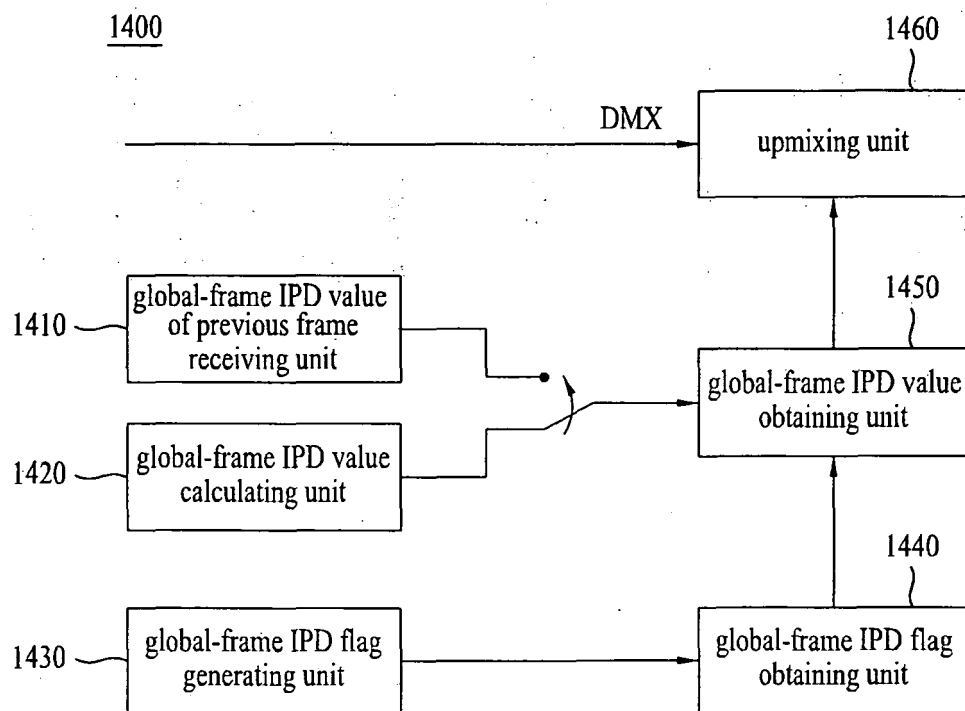 1400
1460
DMX
upmixing unit
1450
1410
global-frame IPD value
of previous frame
receiving unit
global-frame IPD value
obtaining unit
1420
global-frame IPD value
calculating unit
1440
1430
global-frame IPD flag
generating unit
global-frame IPD flag
obtaining unit